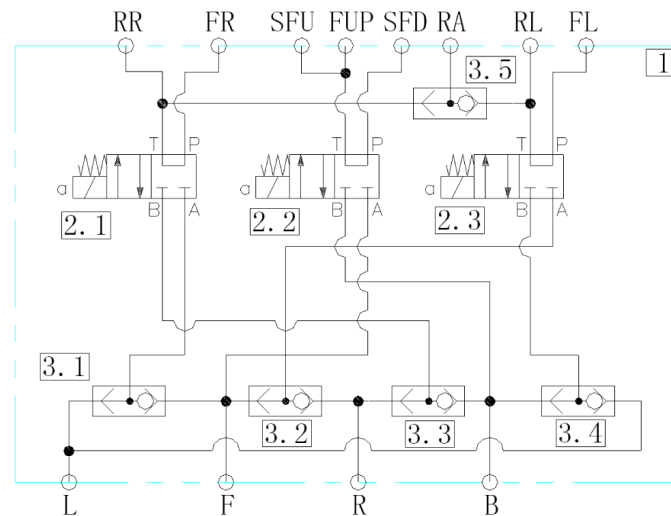 RR FR SFU FUP SFD RA RL FL
3.5 1
T P T P T P
a a a
B A B A B A
2.1 2.2 2.3
3.1
3.2 3.3 3.4
L F R B